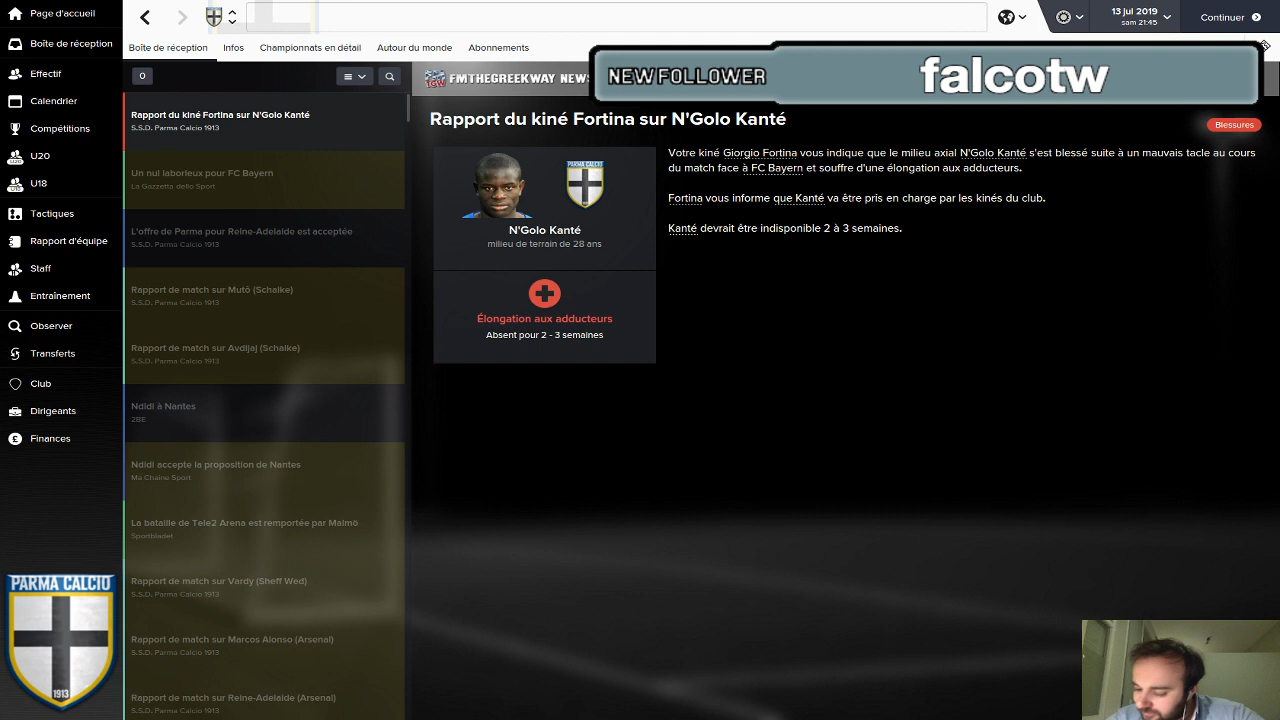 Page d'accueil
Boîte de réception
Effectif
Calendrier
Compétitions
U20
U20
U18
U18
Tactiques
Rapport d'équipe
Staff
Entraînement
Observer
Transferts
Club
Dirigeants
£
Finances
PARMA CALCIO
1913
13 jul 2019
sam 21:45
Continuer
Boîte de réception
Infos
Championnats en détail
Autour du monde
Abonnements
0
Rapport du kiné Fortina sur N'Golo Kanté
S.S.D. Parma Calcio 1913
Un nul laborieux pour FC Bayern
La Gazzetta dello Sport
L'offre de Parma pour Reine-Adelaïde est acceptée
S.S.D. Parma Calcio 1913
Rapport de match sur Mutö (Schalke)
S.S.D. Parma Calcio 1913
Rapport de match sur Avdijaj (Schalke)
S.S.D. Parma Calcio 1913
Ndidi à Nantes
2BE
Ndidi accepte la proposition de Nantes
Ma Chaine Sport
La bataille de Tele2 Arena est remportée par Malmö
Sportbladet
Rapport de match sur Vardy (Sheff Wed)
S.S.D. Parma Calcio 1913
Rapport de match sur Marcos Alonso (Arsenal)
S.S.D. Parma Calcio 1913
Rapport de match sur Reine-Adelaïde (Arsenal)
S.S.D. Parma Calcio 1913
FMTHEGREEKWAY NEWS
NEW FOLLOWER
falcotw
Rapport du kiné Fortina sur N'Golo Kanté
Blessures
N'Golo Kanté
milieu de terrain de 28 ans
Élongation aux adducteurs
Absent pour 2 - 3 semaines
Votre kiné Giorgio Fortina vous indique que le milieu axial N'Golo Kanté s'est blessé suite à un mauvais tacle au cours
du match face à FC Bayern et souffre d'une élongation aux adducteurs.
Fortina vous informe que Kanté va être pris en charge par les kinés du club.
Kanté devrait être indisponible 2 à 3 semaines.